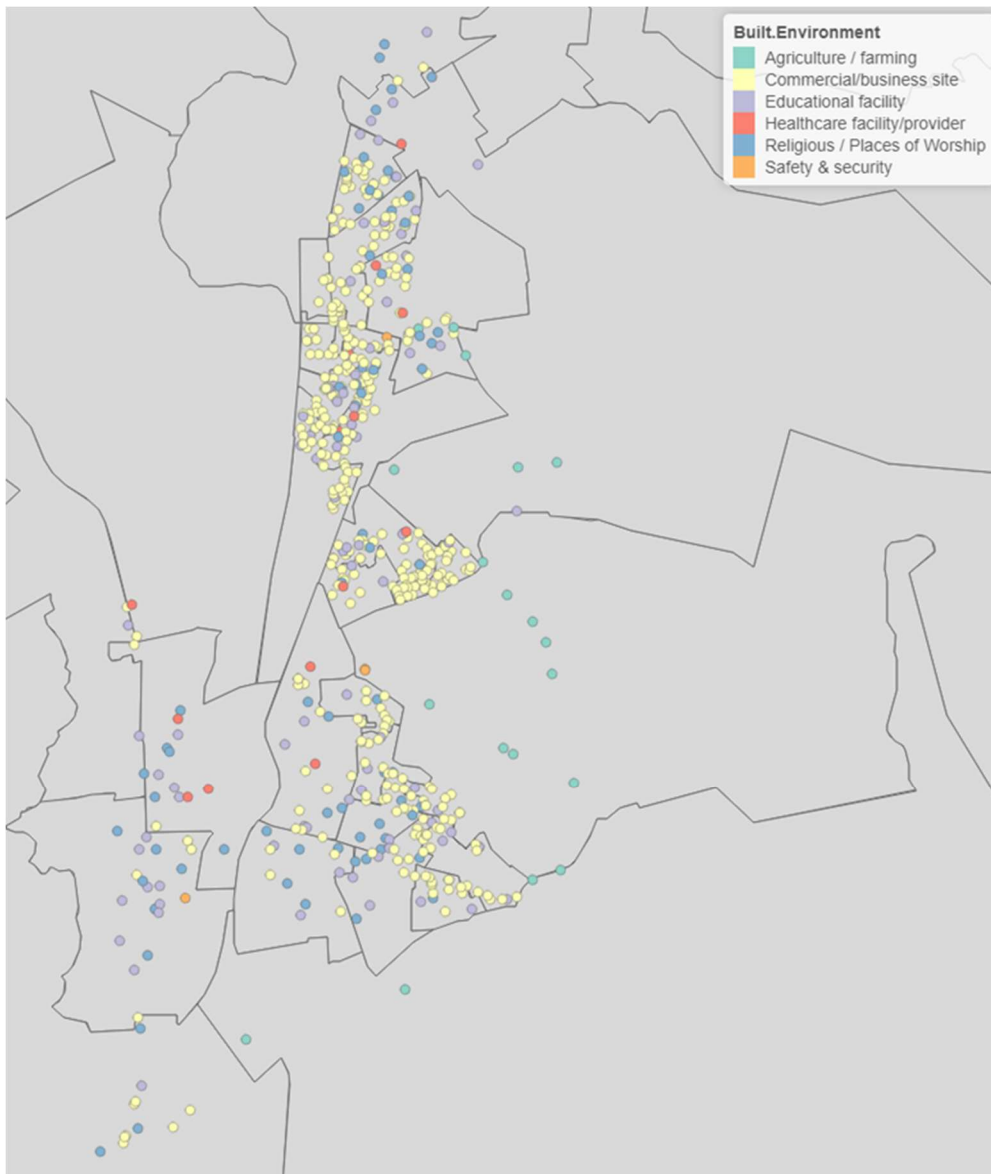 Built.Environment
Agriculture / farming
Commercial/business site
Educational facility
Healthcare facility/provider
Religious / Places of Worship
Safety & security